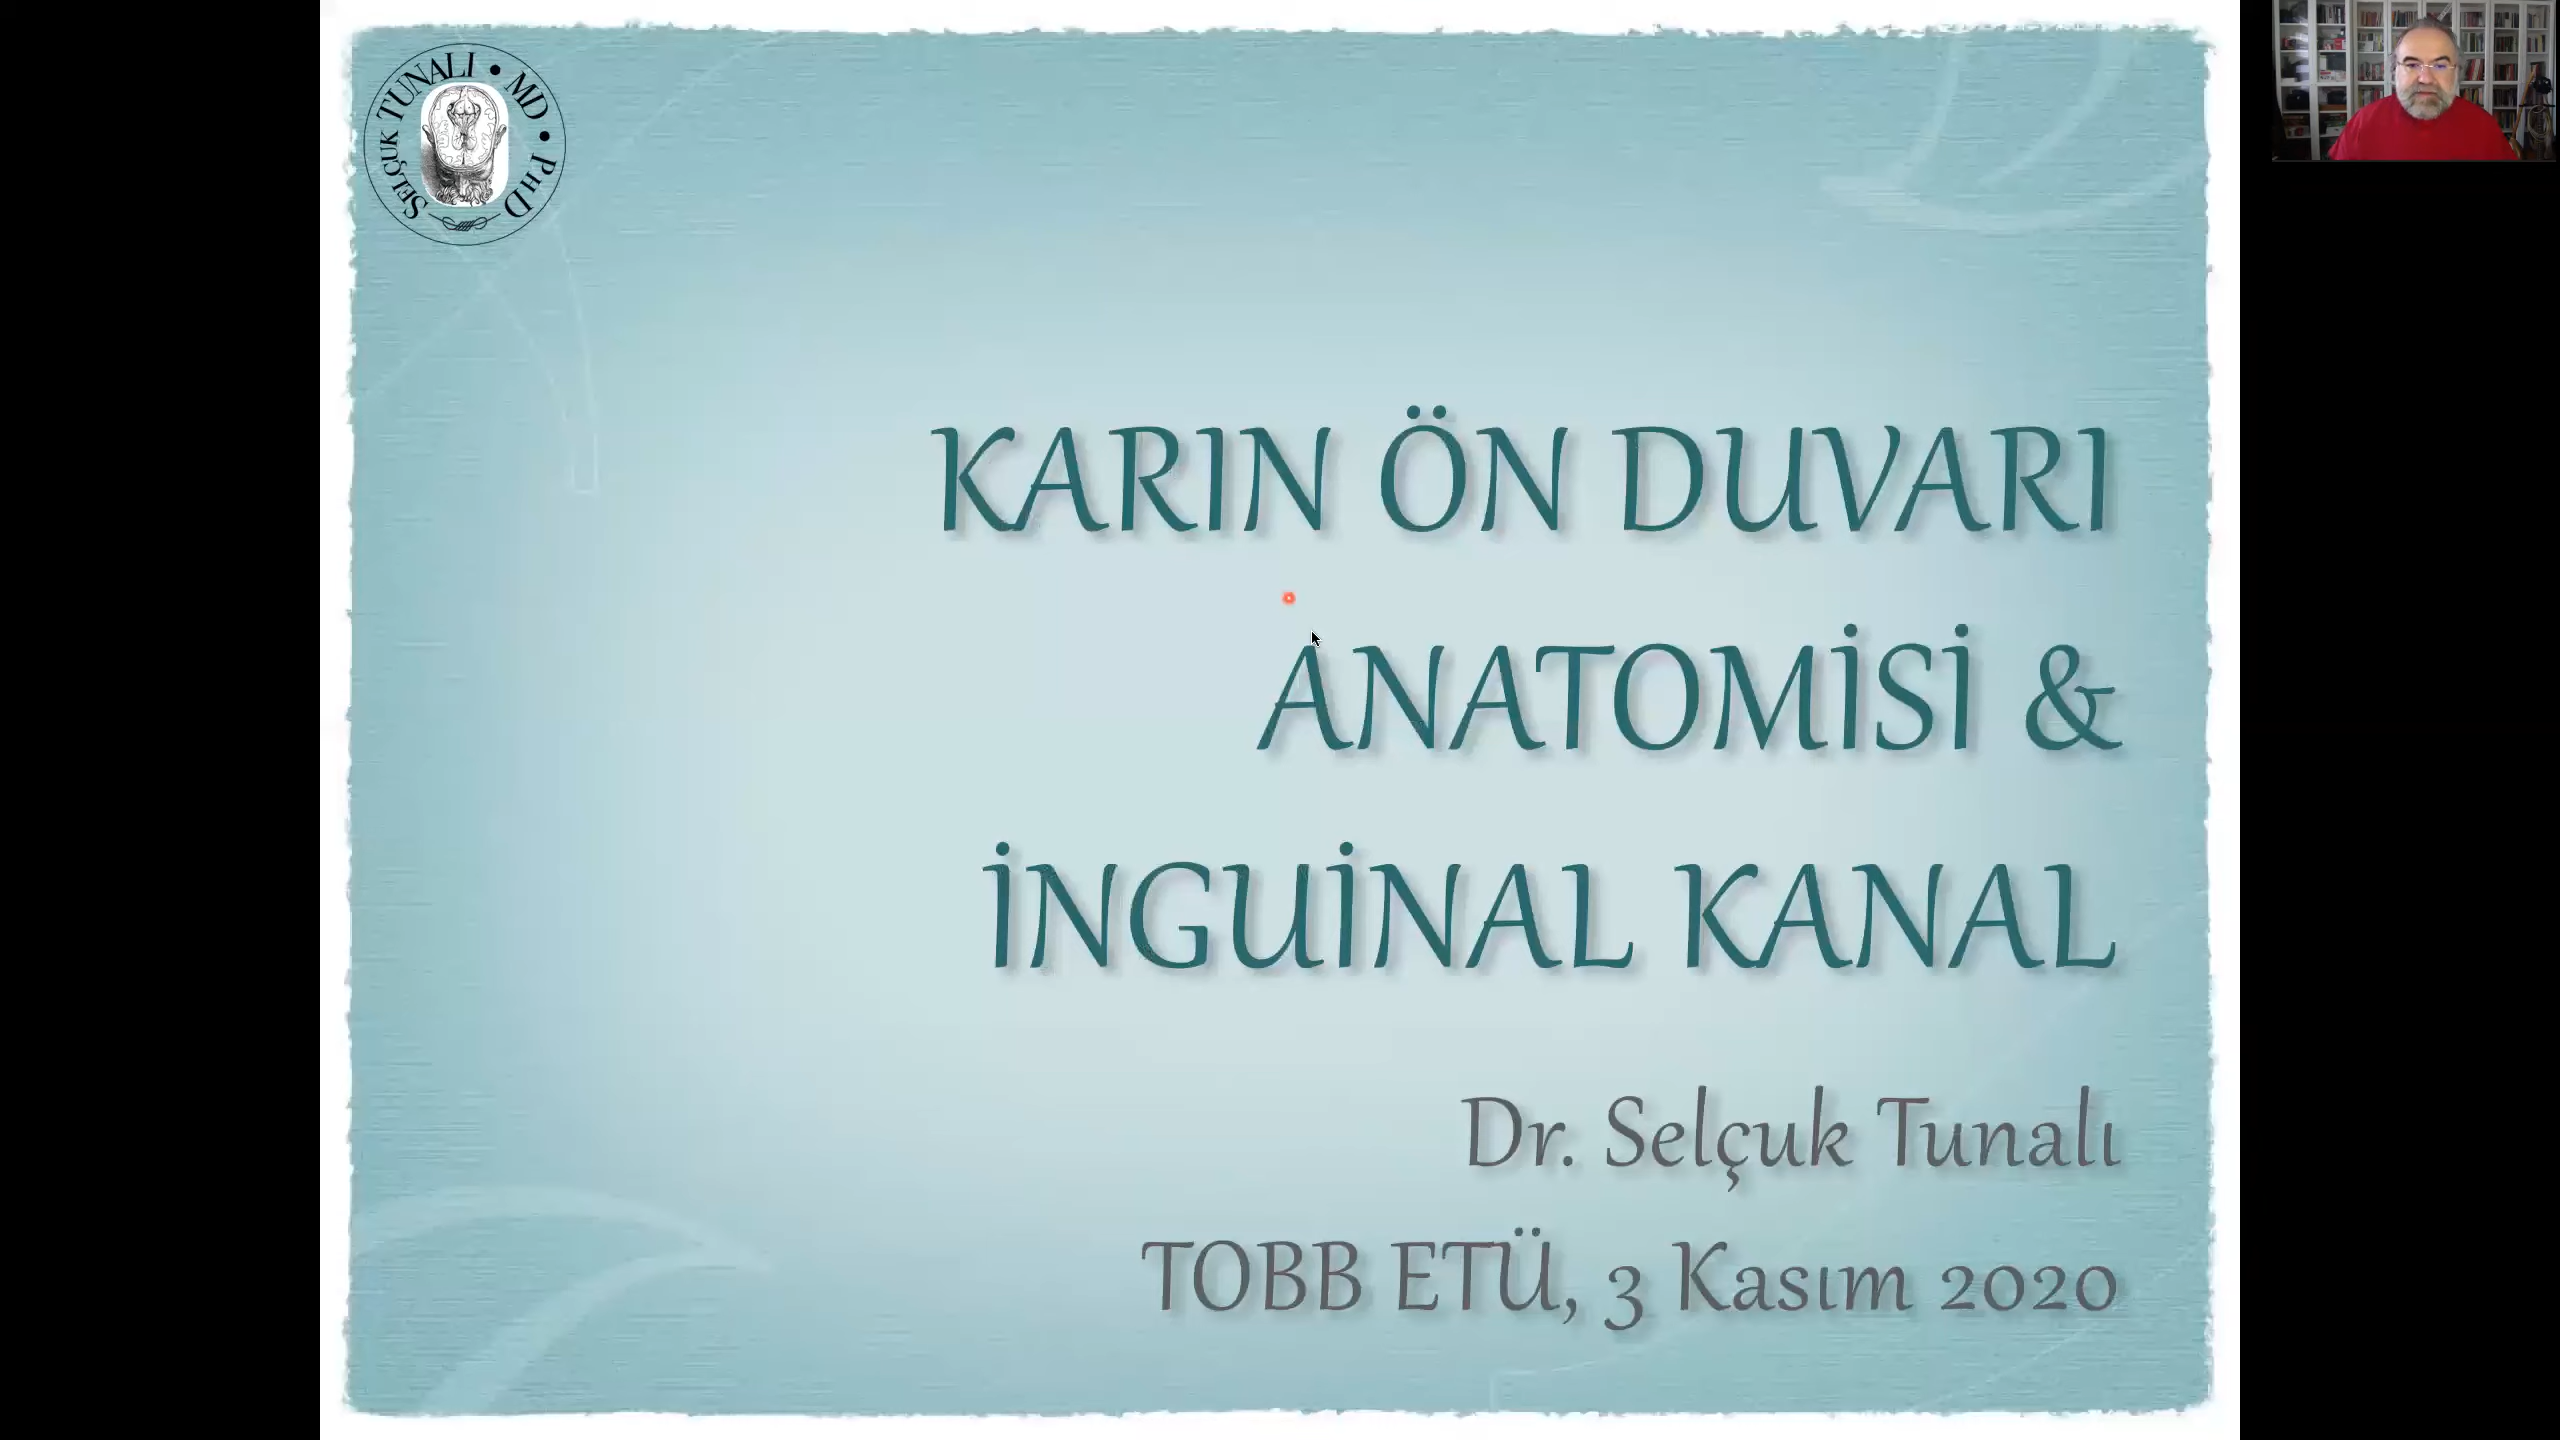 SELÇUK TUNALI • MD • PHD
KARIN ÖN DUVARI
ANATOMİSİ &
İNGUİNAL KANAL
Dr. Selçuk Tunalı
TOBB ETÜ, 3 Kasım 2020